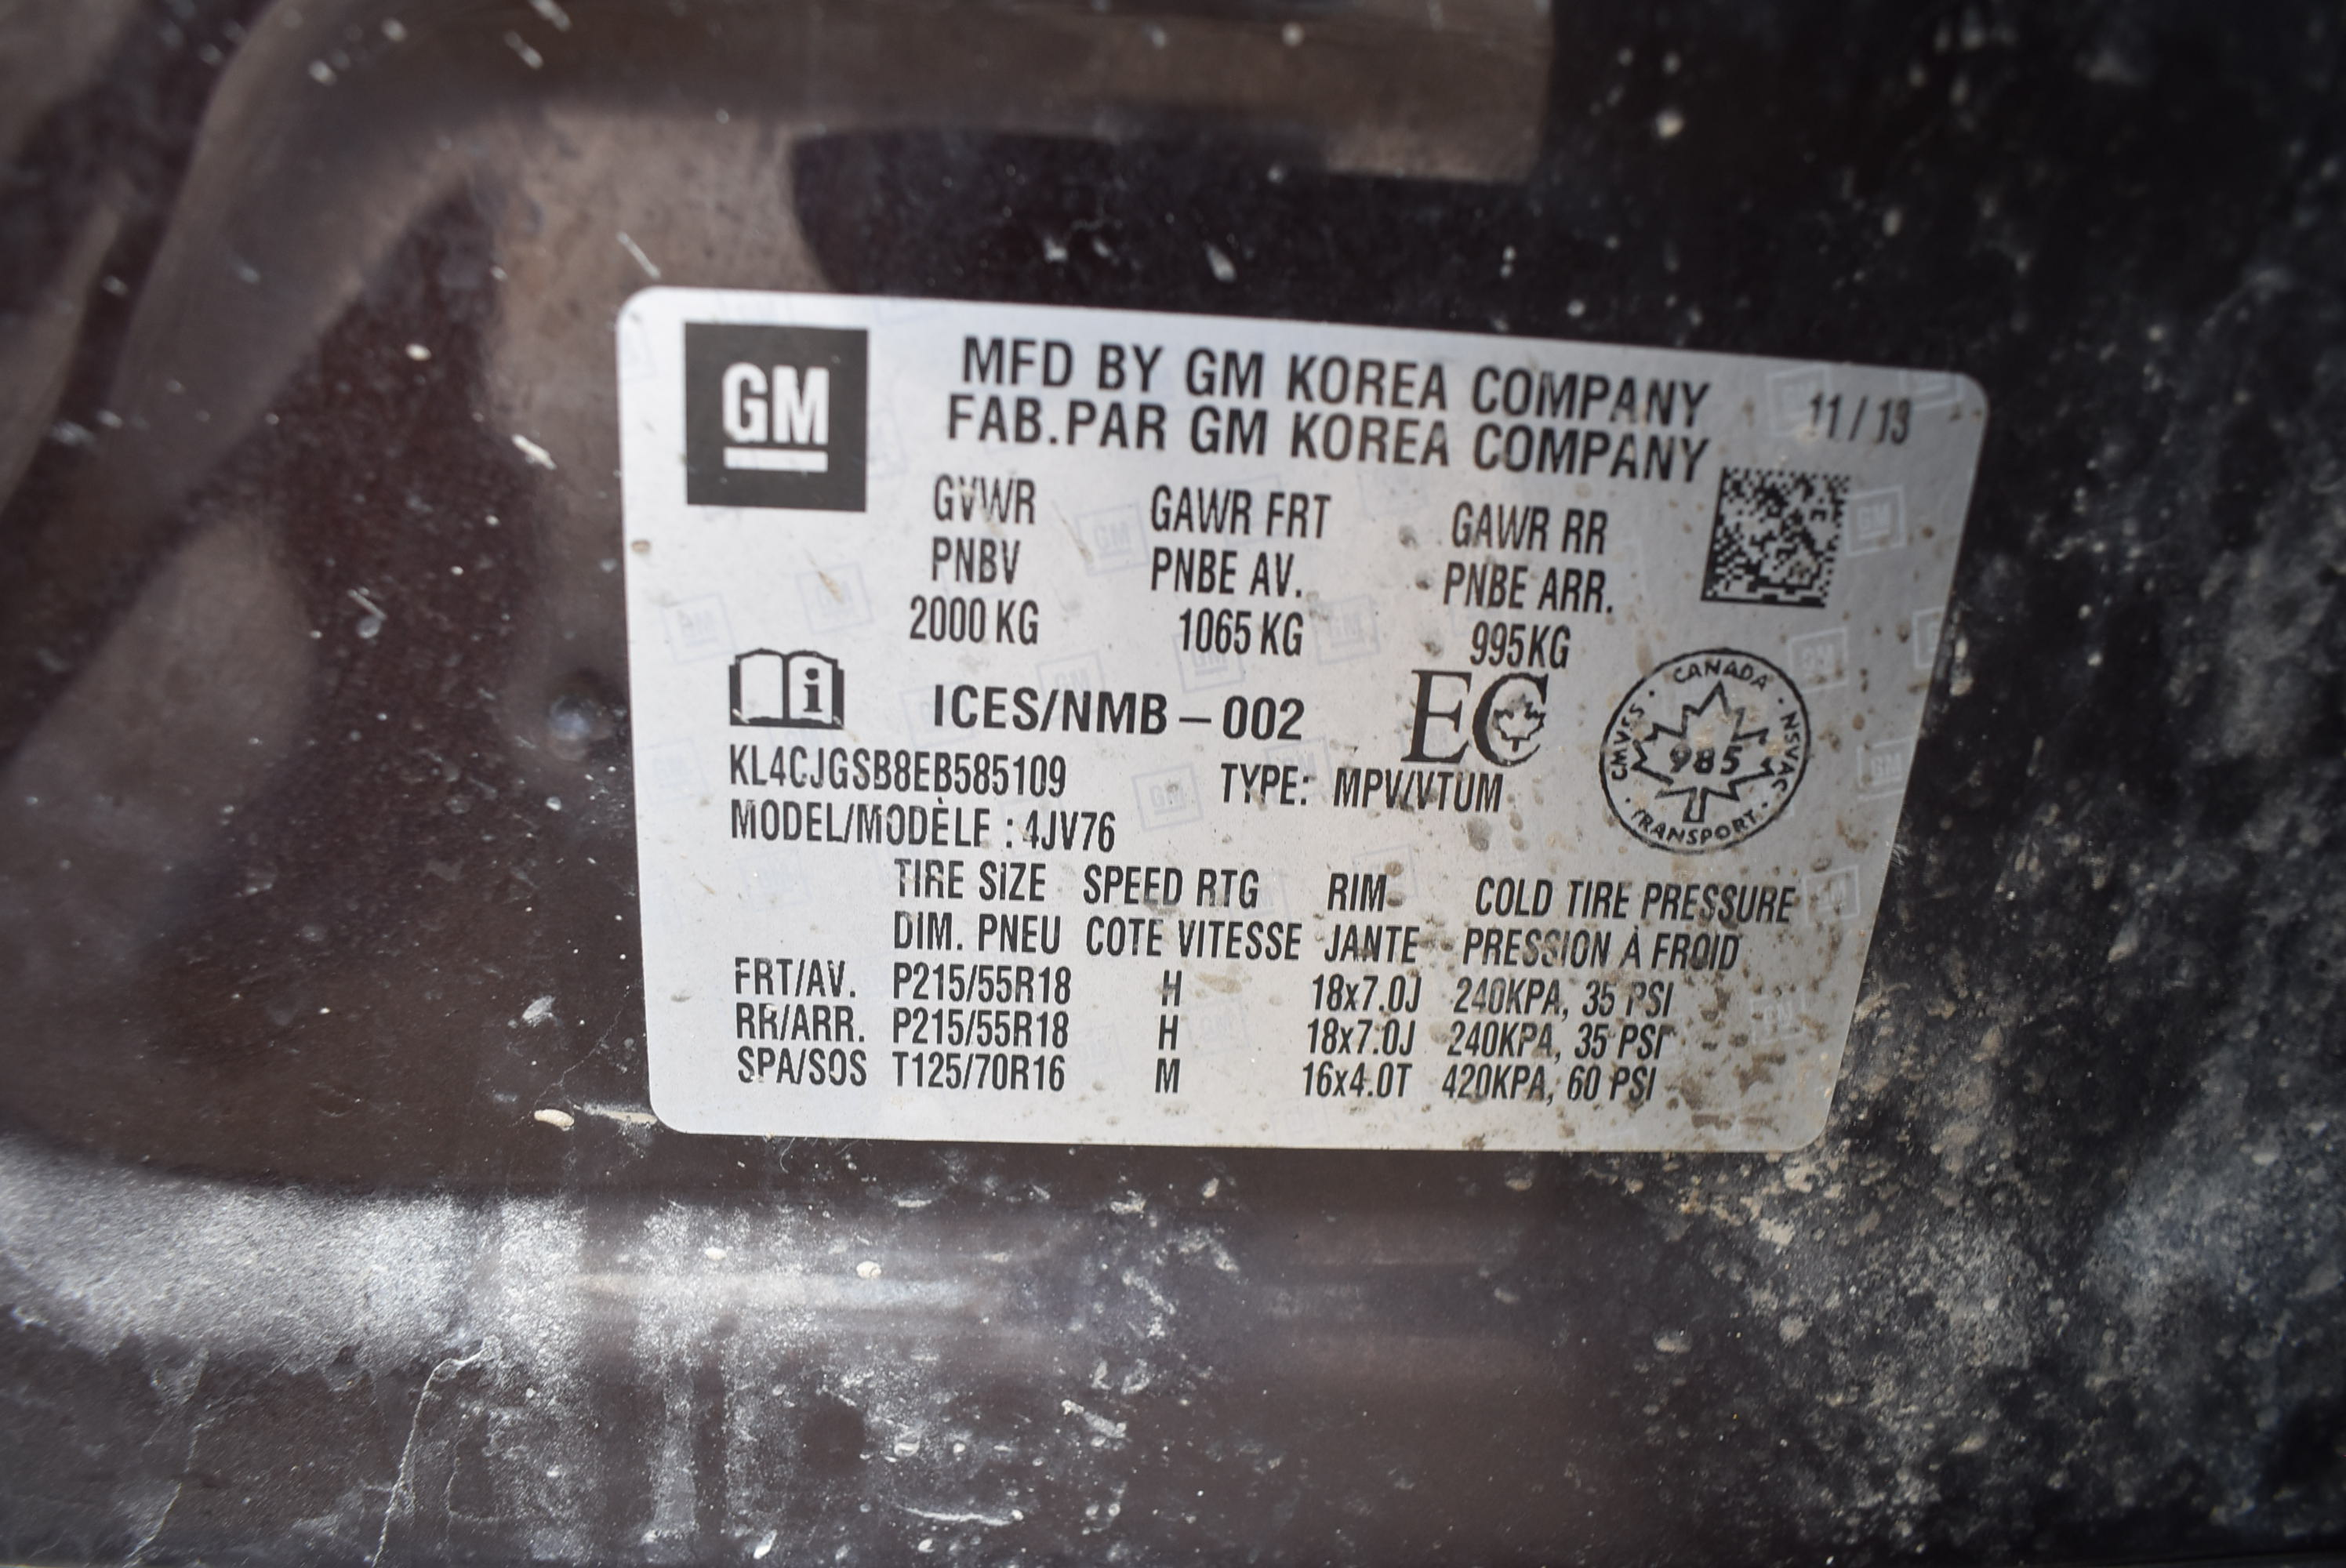 GM
MFD BY GM KOREA COMPANY
FAB.PAR GM KOREA COMPANY
11/13
GVWR GAWR FRT GAWR RR
PNBV PNBE AV. PNBE ARR.
2000 KG 1065 KG 995KG
i ICES/NMB-002 EC
CANADA · NSVAC · TRANSPORT · CMVSS ·
985
KL4CJGSB8EB585109 TYPE: MPV/VTUM
MODEL/MODÈLE : 4JV76
TIRE SIZE SPEED RTG RIM COLD TIRE PRESSURE
DIM. PNEU COTE VITESSE JANTE PRESSION À FROID
FRT/AV. P215/55R18 H 18x7.0J 240KPA, 35 PSI
RR/ARR. P215/55R18 H 18x7.0J 240KPA, 35 PSI
SPA/SOS T125/70R16 M 16x4.0T 420KPA, 60 PSI